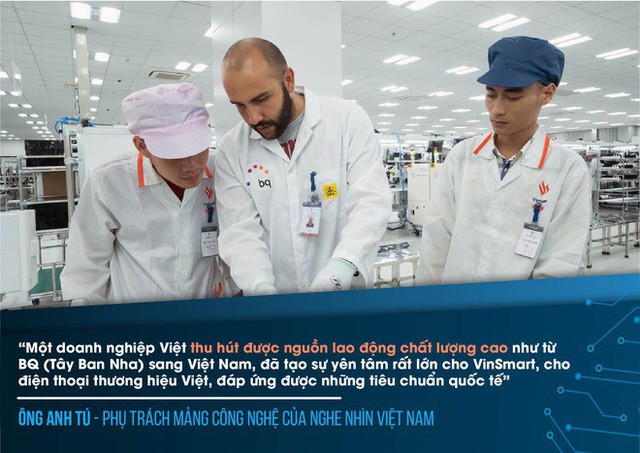 bq
“Một doanh nghiệp Việt thu hút được nguồn lao động chất lượng cao như từ
BQ (Tây Ban Nha) sang Việt Nam, đã tạo sự yên tâm rất lớn cho VinSmart, cho
điện thoại thương hiệu Việt, đáp ứng được những tiêu chuẩn quốc tế”
ÔNG ANH TÚ - PHỤ TRÁCH MẢNG CÔNG NGHỆ CỦA NGHE NHÌN VIỆT NAM